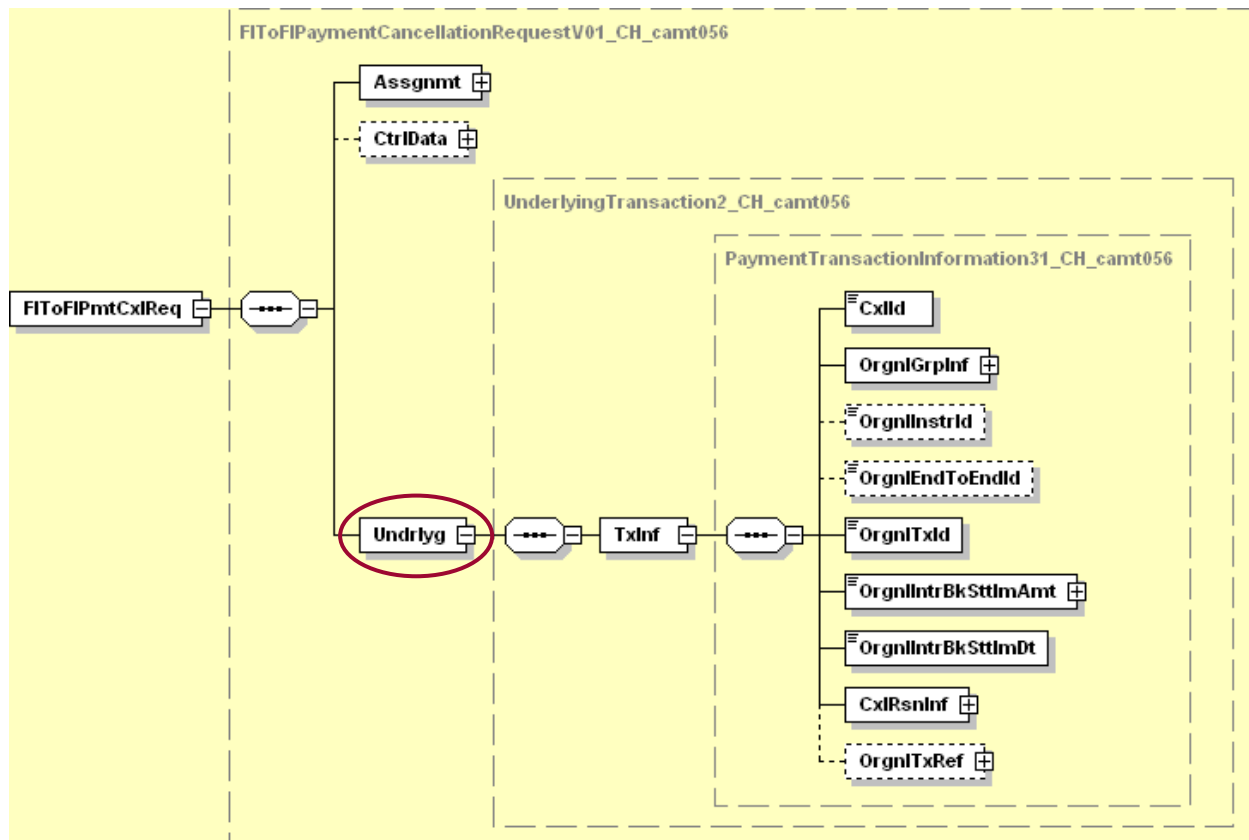 FIToFIPaymentCancellationRequestV01_CH_camt056
Assgnmt
CtrlData
UnderlyingTransaction2_CH_camt056
PaymentTransactionInformation31_CH_camt056
FIToFIPmtCxlReq
CxlId
OrgnlGrpInf
OrgnlInstrId
OrgnlEndToEndId
Undrlyg
TxInf
OrgnlTxId
OrgnlIntrBkSttlmAmt
OrgnlIntrBkSttlmDt
CxlRsnInf
OrgnlTxRef